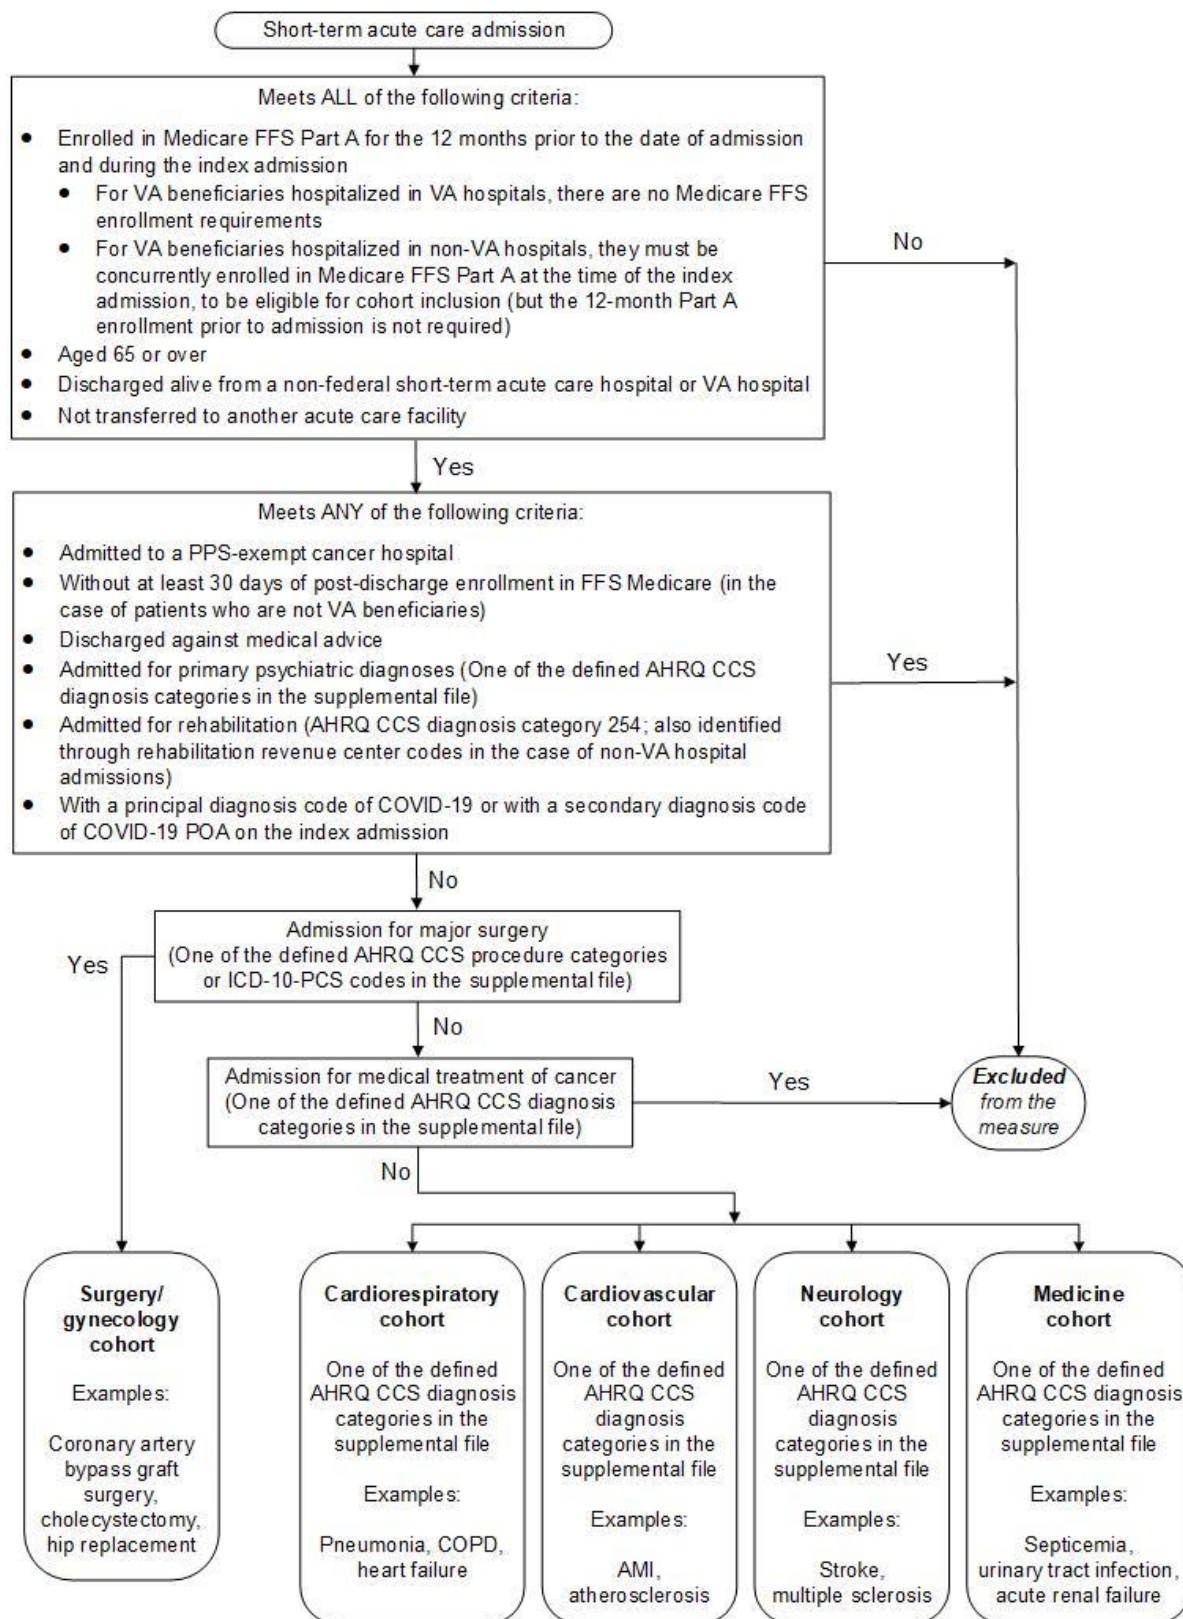 Short-term acute care admission
Meets ALL of the following criteria:
● Enrolled in Medicare FFS Part A for the 12 months prior to the date of admission
and during the index admission
● For VA beneficiaries hospitalized in VA hospitals, there are no Medicare FFS
enrollment requirements
● For VA beneficiaries hospitalized in non-VA hospitals, they must be
concurrently enrolled in Medicare FFS Part A at the time of the index
admission, to be eligible for cohort inclusion (but the 12-month Part A
enrollment prior to admission is not required)
● Aged 65 or over
● Discharged alive from a non-federal short-term acute care hospital or VA hospital
● Not transferred to another acute care facility
No
Yes
Meets ANY of the following criteria:
● Admitted to a PPS-exempt cancer hospital
● Without at least 30 days of post-discharge enrollment in FFS Medicare (in the
case of patients who are not VA beneficiaries)
● Discharged against medical advice
● Admitted for primary psychiatric diagnoses (One of the defined AHRQ CCS
diagnosis categories in the supplemental file)
● Admitted for rehabilitation (AHRQ CCS diagnosis category 254; also identified
through rehabilitation revenue center codes in the case of non-VA hospital
admissions)
● With a principal diagnosis code of COVID-19 or with a secondary diagnosis code
of COVID-19 POA on the index admission
Yes
No
Admission for major surgery
(One of the defined AHRQ CCS procedure categories
or ICD-10-PCS codes in the supplemental file)
Yes
No
Admission for medical treatment of cancer
(One of the defined AHRQ CCS diagnosis
categories in the supplemental file)
Yes
Excluded
from the
measure
No
Surgery/
gynecology
cohort
Examples:
Coronary artery
bypass graft
surgery,
cholecystectomy,
hip replacement
Cardiorespiratory
cohort
One of the defined
AHRQ CCS diagnosis
categories in the
supplemental file
Examples:
Pneumonia, COPD,
heart failure
Cardiovascular
cohort
One of the defined
AHRQ CCS
diagnosis
categories in the
supplemental file
Examples:
AMI,
atherosclerosis
Neurology
cohort
One of the defined
AHRQ CCS
diagnosis
categories in the
supplemental file
Examples:
Stroke,
multiple sclerosis
Medicine
cohort
One of the defined
AHRQ CCS diagnosis
categories in the
supplemental file
Examples:
Septicemia,
urinary tract infection,
acute renal failure